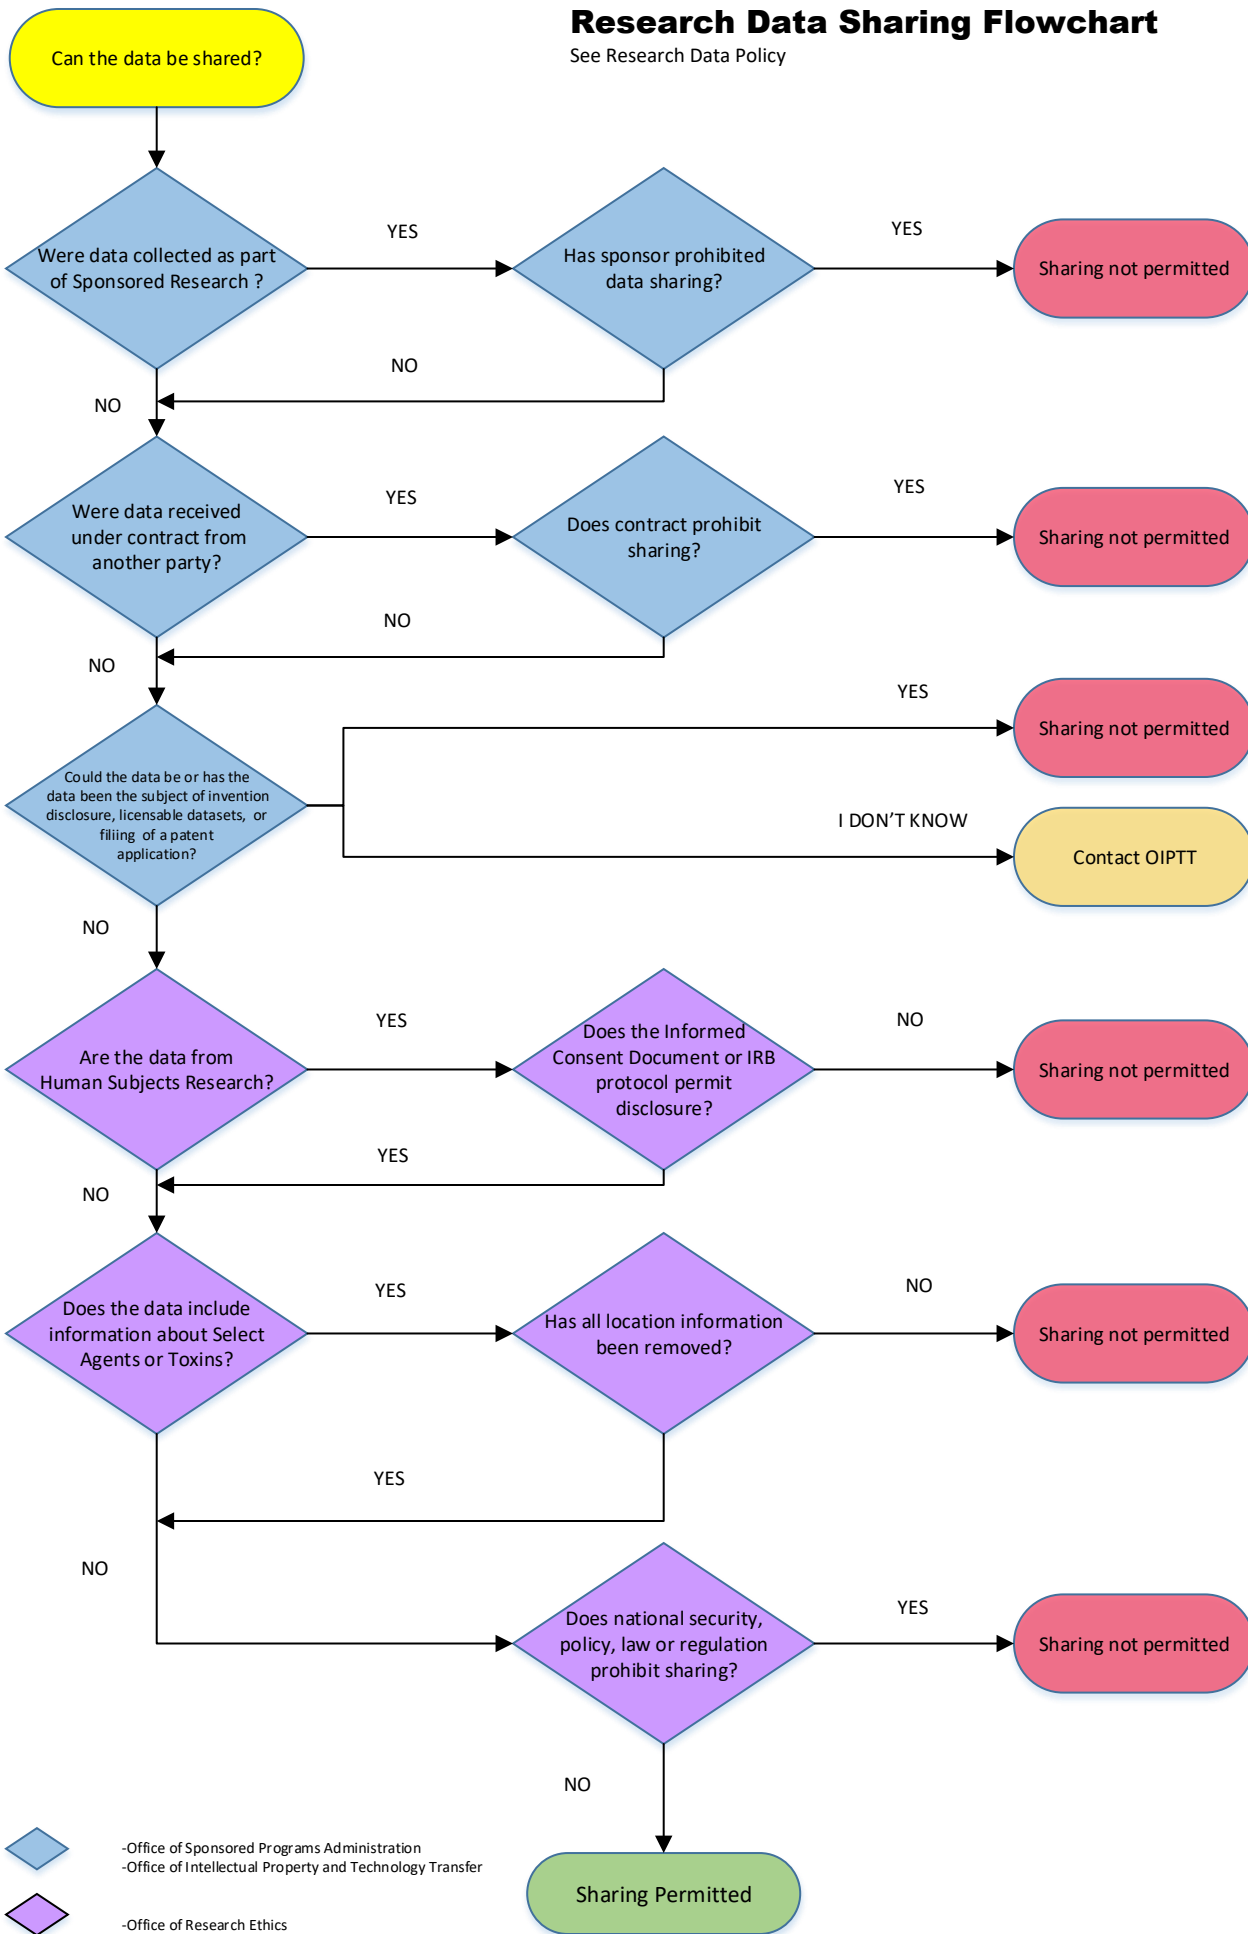 Research Data Sharing Flowchart
See Research Data Policy
Can the data be shared?
Were data collected as part
of Sponsored Research ?
YES
Has sponsor prohibited
data sharing?
YES
Sharing not permitted
NO
NO
Were data received
under contract from
another party?
YES
Does contract prohibit
sharing?
YES
Sharing not permitted
NO
NO
Could the data be or has the
data been the subject of invention
disclosure, licensable datasets, or
filiing of a patent
application?
YES
Sharing not permitted
I DON'T KNOW
Contact OIPTT
NO
Are the data from
Human Subjects Research?
YES
Does the Informed
Consent Document or IRB
protocol permit
disclosure?
NO
Sharing not permitted
YES
NO
Does the data include
information about Select
Agents or Toxins?
YES
Has all location information
been removed?
NO
Sharing not permitted
YES
NO
Does national security,
policy, law or regulation
prohibit sharing?
YES
Sharing not permitted
NO
Sharing Permitted
-Office of Sponsored Programs Administration
-Office of Intellectual Property and Technology Transfer
-Office of Research Ethics